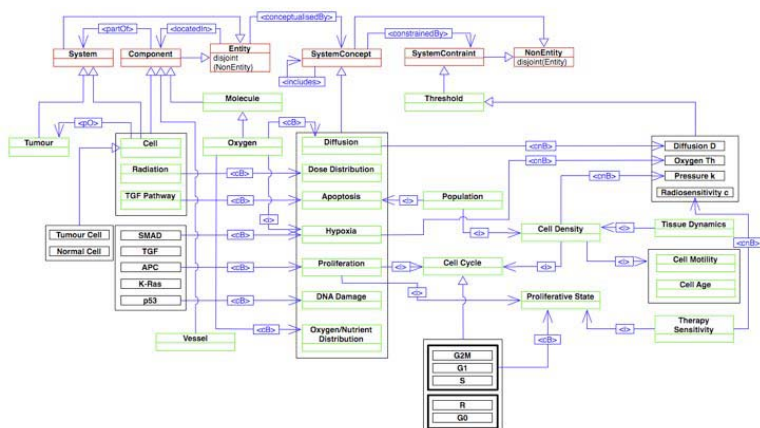 <partOf>
<locatedIn>
<conceptualisedBy>
<constrainedBy>
System
Component
Entity
disjoint
(NonEntity)
SystemConcept
SystemContraint
NonEntity
disjoint(Entity)
<includes>
Molecule
Threshold
<pO>
<cB>
Tumour
Cell
Oxygen
Diffusion
<cnB>
Diffusion D
<cnB>
Oxygen Th
Radiation
<cB>
Dose Distribution
<cnB>
Pressure k
Radiosensitivity c
TGF Pathway
<cB>
Apoptosis
<i>
Population
<i>
Tumour Cell
Normal Cell
SMAD
<cB>
Hypoxia
<i>
Cell Density
<i>
Tissue Dynamics
<cnB>
TGF
APC
<cB>
Proliferation
<i>
Cell Cycle
<i>
<i>
Cell Motility
K-Ras
<i>
Cell Age
p53
<cB>
DNA Damage
Proliferative State
<i>
Therapy
Sensitivity
Vessel
<cB>
Oxygen/Nutrient
Distribution
<cB>
G2M
G1
S
R
G0